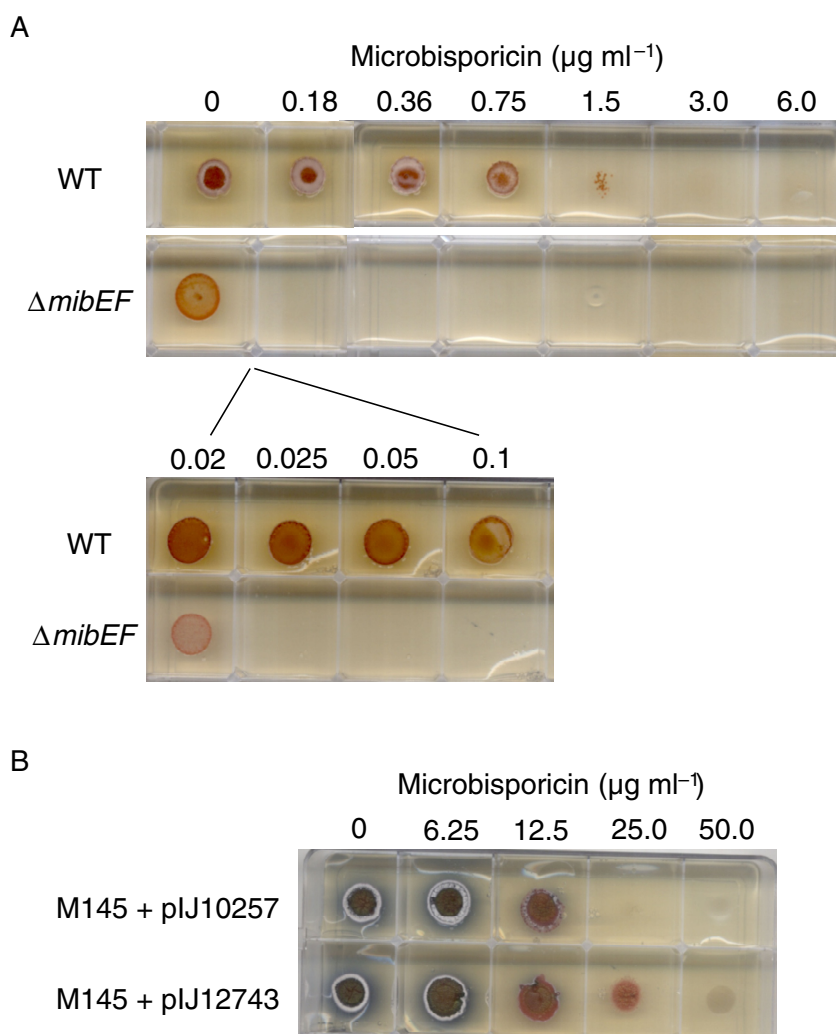 A
Microbisporicin (µg ml⁻¹)
0 0.18 0.36 0.75 1.5 3.0 6.0
WT
ΔmibEF
0.02 0.025 0.05 0.1
WT
ΔmibEF
B
Microbisporicin (µg ml⁻¹)
0 6.25 12.5 25.0 50.0
M145 + pIJ10257
M145 + pIJ12743